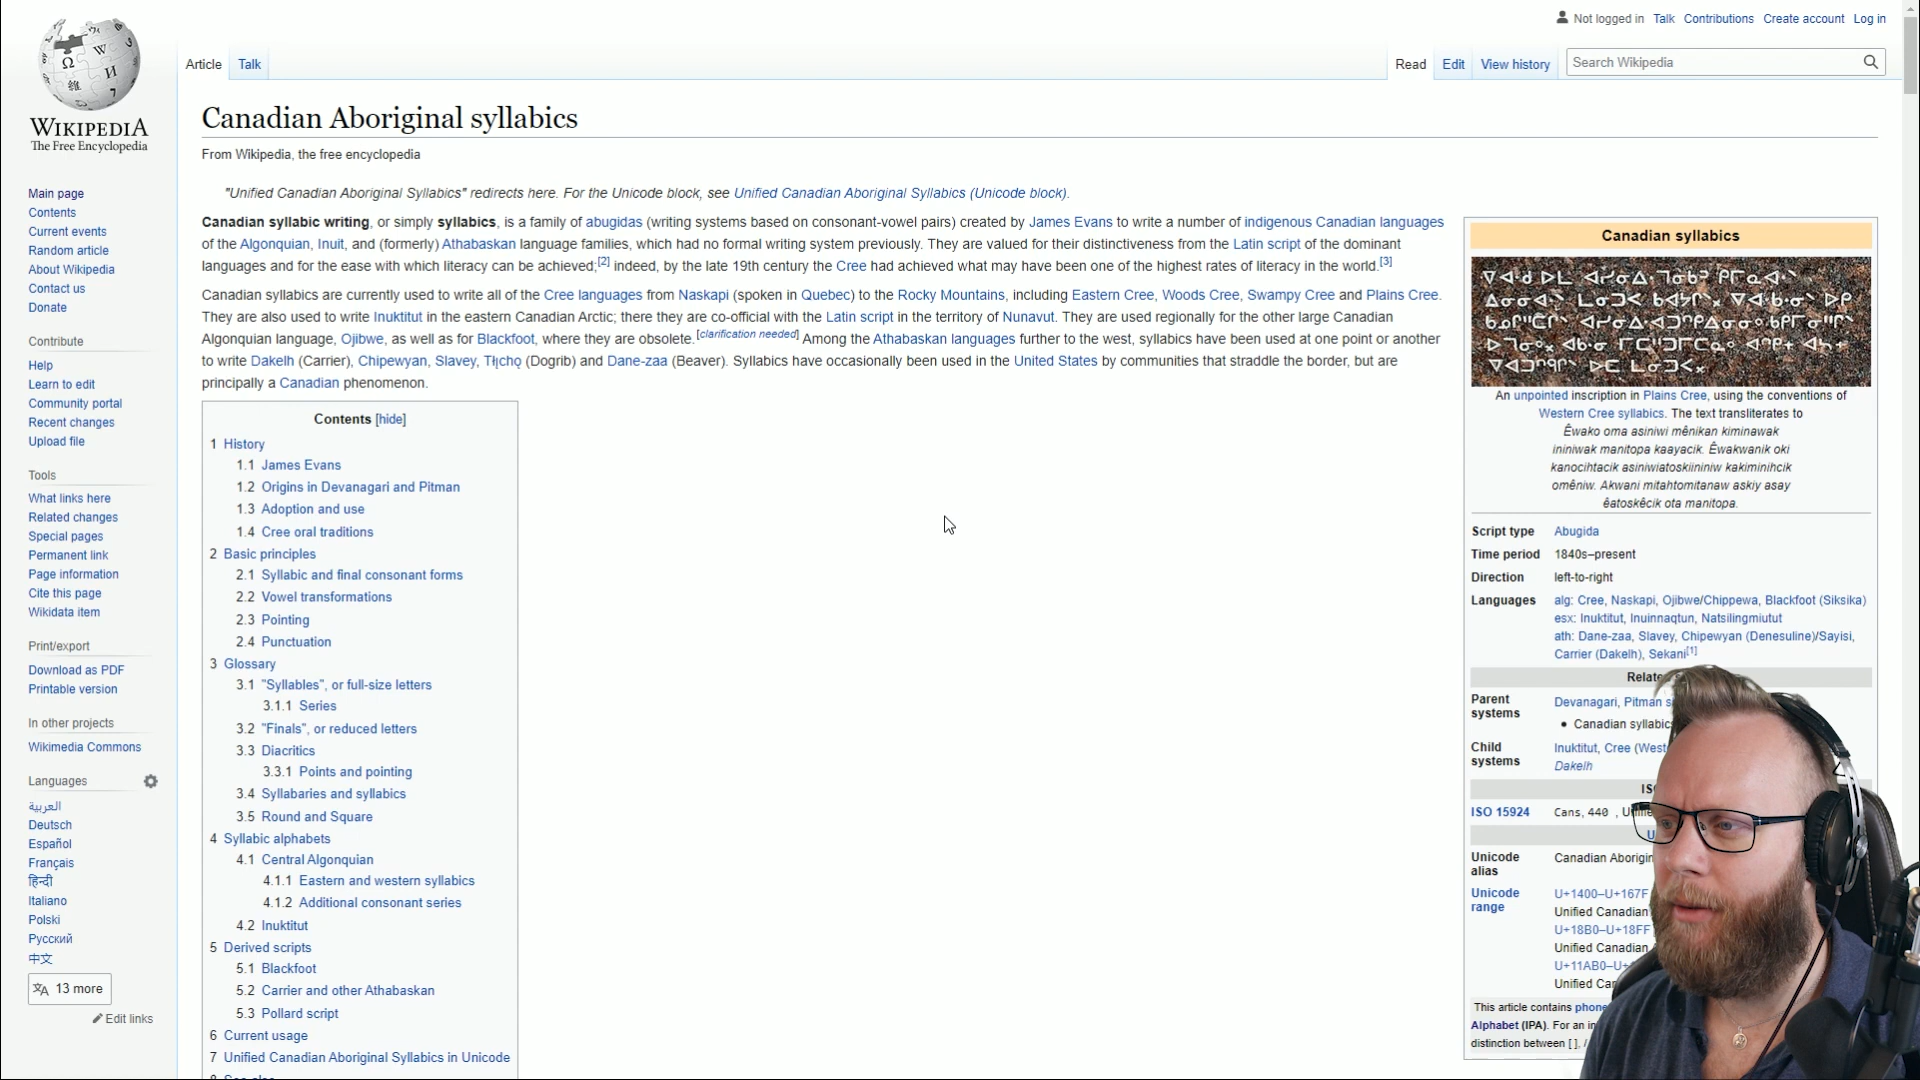 Not logged in Talk Contributions Create account Log in
Article Talk
Read Edit View history Search Wikipedia
WIKIPEDIA
The Free Encyclopedia
Main page
Contents
Current events
Random article
About Wikipedia
Contact us
Donate
Contribute
Help
Learn to edit
Community portal
Recent changes
Upload file
Tools
What links here
Related changes
Special pages
Permanent link
Page information
Cite this page
Wikidata item
Print/export
Download as PDF
Printable version
In other projects
Wikimedia Commons
Languages
العربية
Deutsch
Español
Français
हिन्दी
Italiano
Polski
Русский
中文
13 more
Edit links
Canadian Aboriginal syllabics
From Wikipedia, the free encyclopedia
"Unified Canadian Aboriginal Syllabics" redirects here. For the Unicode block, see Unified Canadian Aboriginal Syllabics (Unicode block).
Canadian syllabic writing, or simply syllabics, is a family of abugidas (writing systems based on consonant-vowel pairs) created by James Evans to write a number of indigenous Canadian languages
of the Algonquian, Inuit, and (formerly) Athabaskan language families, which had no formal writing system previously. They are valued for their distinctiveness from the Latin script of the dominant
languages and for the ease with which literacy can be achieved;[2] indeed, by the late 19th century the Cree had achieved what may have been one of the highest rates of literacy in the world.[3]
Canadian syllabics are currently used to write all of the Cree languages from Naskapi (spoken in Quebec) to the Rocky Mountains, including Eastern Cree, Woods Cree, Swampy Cree and Plains Cree.
They are also used to write Inuktitut in the eastern Canadian Arctic; there they are co-official with the Latin script in the territory of Nunavut. They are used regionally for the other large Canadian
Algonquian language, Ojibwe, as well as for Blackfoot, where they are obsolete.[clarification needed] Among the Athabaskan languages further to the west, syllabics have been used at one point or another
to write Dakelh (Carrier), Chipewyan, Slavey, Tłı̨chǫ (Dogrib) and Dane-zaa (Beaver). Syllabics have occasionally been used in the United States by communities that straddle the border, but are
principally a Canadian phenomenon.
Contents [hide]
1 History
1.1 James Evans
1.2 Origins in Devanagari and Pitman
1.3 Adoption and use
1.4 Cree oral traditions
2 Basic principles
2.1 Syllabic and final consonant forms
2.2 Vowel transformations
2.3 Pointing
2.4 Punctuation
3 Glossary
3.1 "Syllables", or full-size letters
3.1.1 Series
3.2 "Finals", or reduced letters
3.3 Diacritics
3.3.1 Points and pointing
3.4 Syllabaries and syllabics
3.5 Round and Square
4 Syllabic alphabets
4.1 Central Algonquian
4.1.1 Eastern and western syllabics
4.1.2 Additional consonant series
4.2 Inuktitut
5 Derived scripts
5.1 Blackfoot
5.2 Carrier and other Athabaskan
5.3 Pollard script
6 Current usage
7 Unified Canadian Aboriginal Syllabics in Unicode
Canadian syllabics
An unpointed inscription in Plains Cree, using the conventions of
Western Cree syllabics. The text transliterates to
Êwako oma asiniwi mênikan kiminawak
ininiwak manitopa kaayacik. Êwakwanik oki
kanocihtacik asiniwiatoskiininiw kakiminihcik
omêniw. Akwani mitahtomitanaw askiy asay
êatoskêcik ota manitopa.
Script type Abugida
Time period 1840s–present
Direction left-to-right
Languages alg: Cree, Naskapi, Ojibwe/Chippewa, Blackfoot (Siksika)
esx: Inuktitut, Inuinnaqtun, Natsilingmiutut
ath: Dane-zaa, Slavey, Chipewyan (Denesuline)/Sayisi,
Carrier (Dakelh), Sekani[1]
Parent systems Devanagari, Pitman
Canadian syllabic
Child systems Inuktitut, Cree
Dakelh
ISO 15924 Cans, 440
Unicode alias Canadian
Unicode range U+1400–U+167F
Unified Canadian
U+18B0–U+18FF
Unified Canadian
U+11AB0–
Unified
This article contains
Alphabet (IPA). For an
distinction between [ ], /